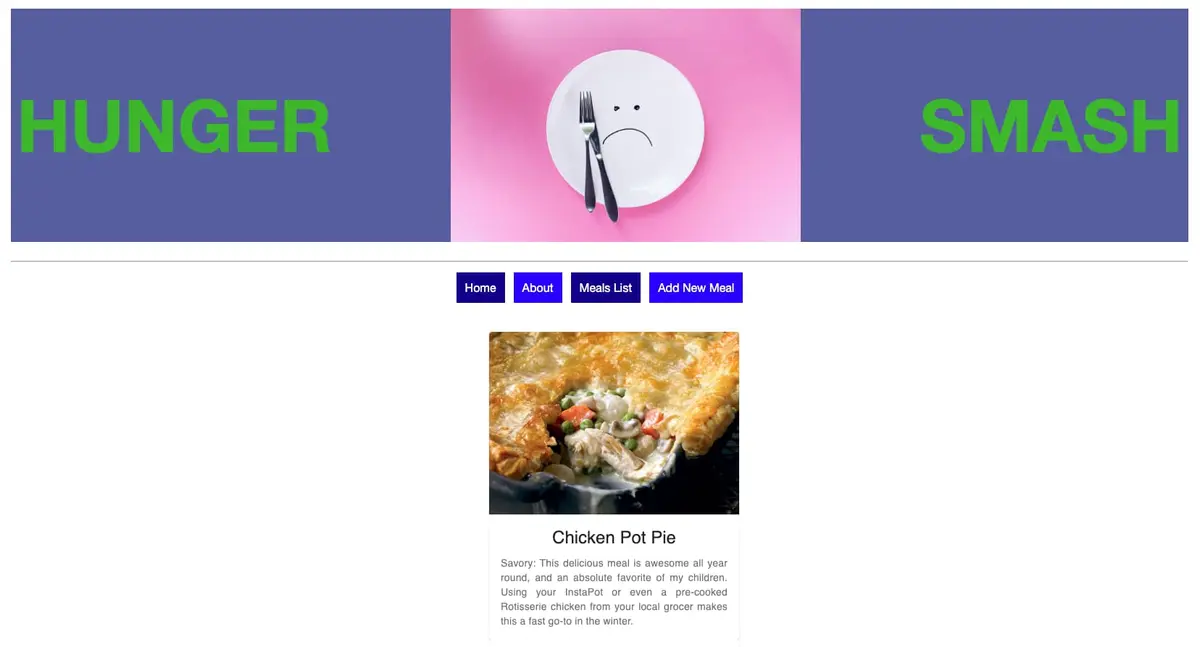 HUNGER SMASH
Home About Meals List Add New Meal
Chicken Pot Pie
Savory: This delicious meal is awesome all year
round, and an absolute favorite of my children.
Using your InstaPot or even a pre-cooked
Rotisserie chicken from your local grocer makes
this a fast go-to in the winter.